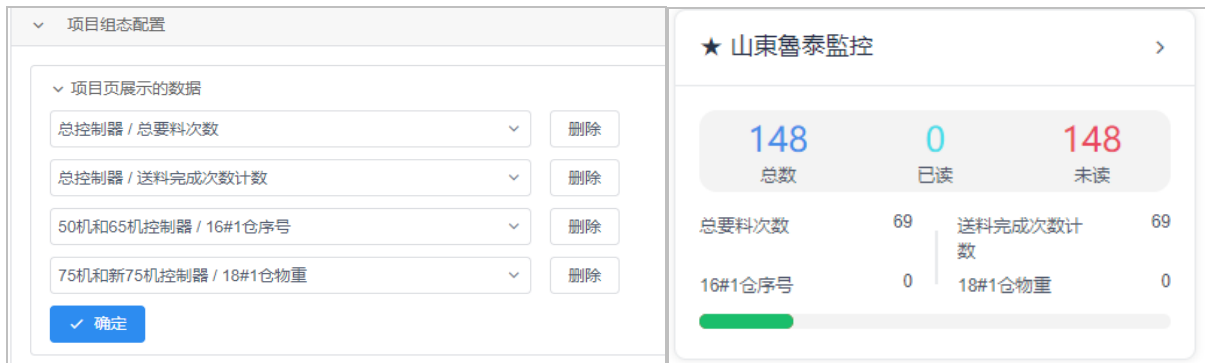 项目组态配置
项目页展示的数据
总控制器 / 总要料次数
删除
总控制器 / 送料完成次数计数
删除
50机和65机控制器 / 16#1仓序号
删除
75机和新75机控制器 / 18#1仓物重
删除
确定
★ 山東魯泰監控
148 0 148
总数 已读 未读
总要料次数 69
送料完成次数计 69
数
16#1仓序号 0
18#1仓物重 0